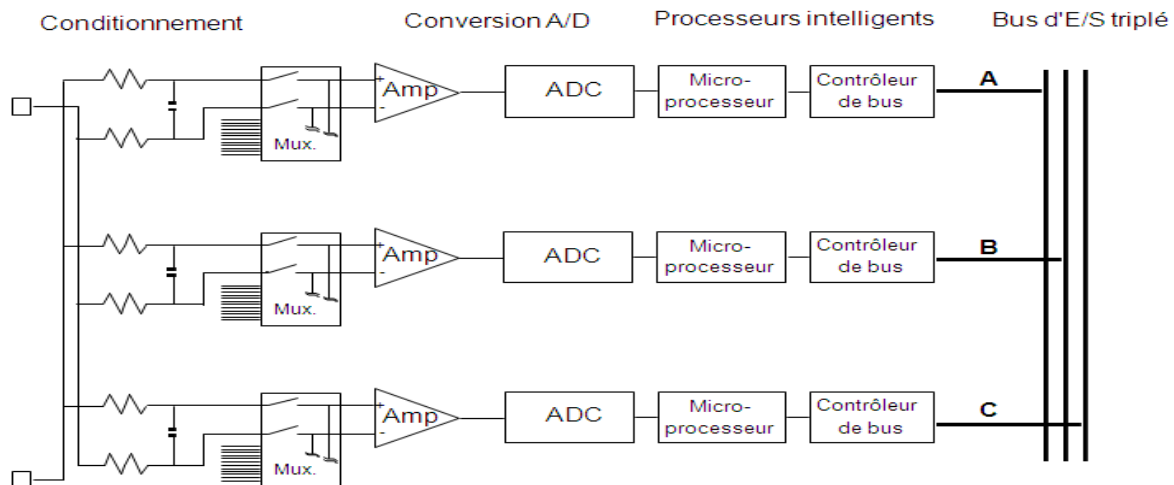 Conditionnement
Conversion A/D
Processeurs intelligents
Bus d'E/S triplé
+
-
Amp
Mux.
ADC
Micro-
processeur
Contrôleur
de bus
A
+
-
Amp
Mux.
ADC
Micro-
processeur
Contrôleur
de bus
B
+
-
Amp
Mux.
ADC
Micro-
processeur
Contrôleur
de bus
C